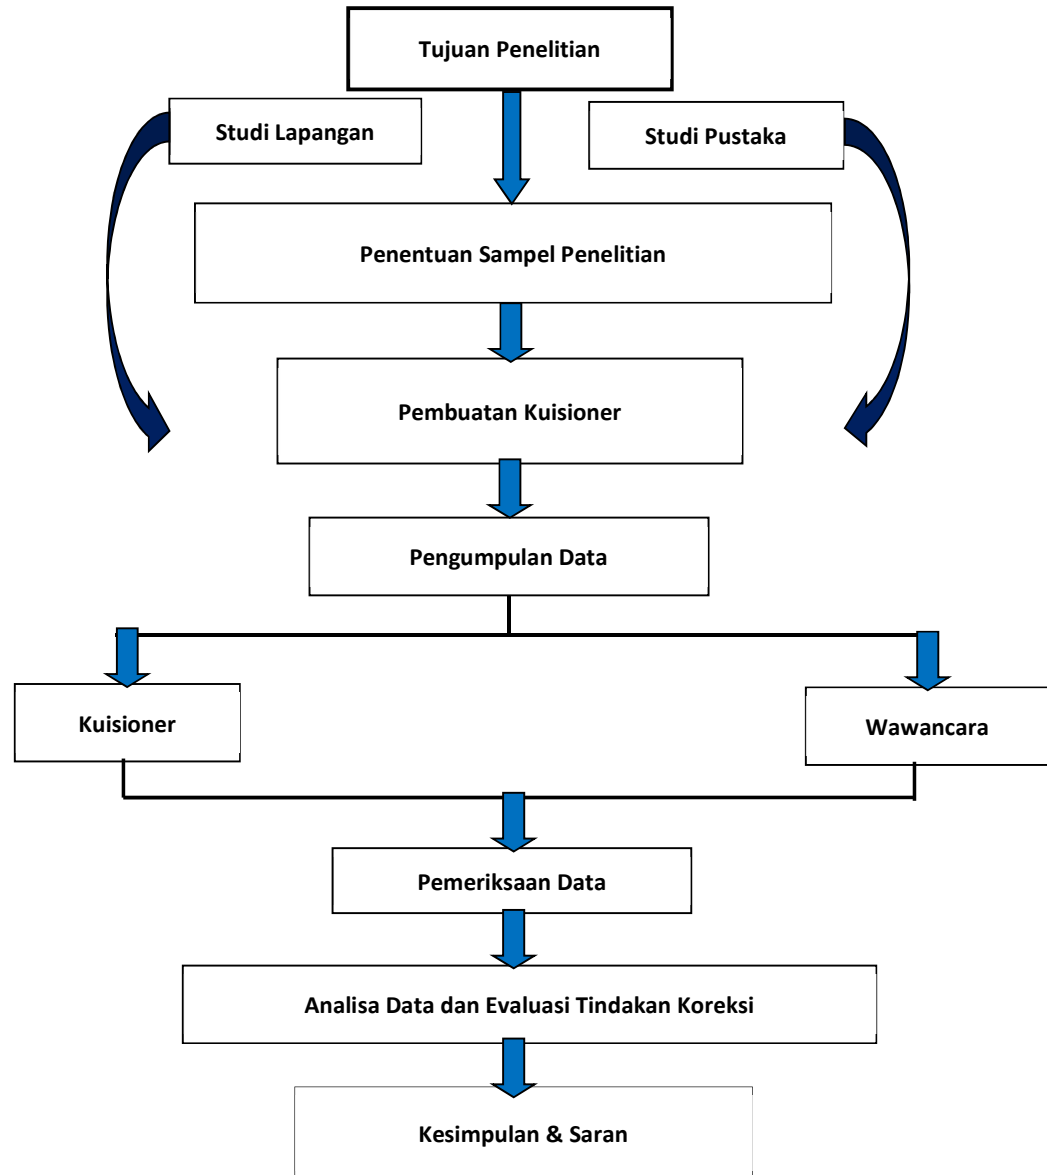 Tujuan Penelitian
Studi Lapangan
Studi Pustaka
Penentuan Sampel Penelitian
Pembuatan Kuisioner
Pengumpulan Data
Kuisioner
Wawancara
Pemeriksaan Data
Analisa Data dan Evaluasi Tindakan Koreksi
Kesimpulan & Saran